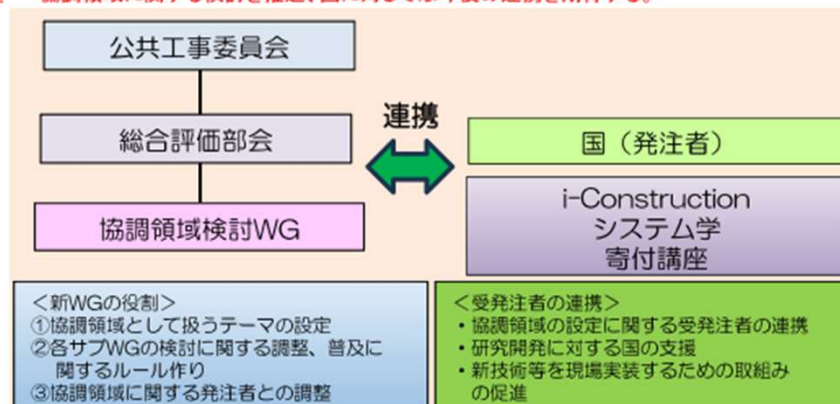 公共工事委員会
総合評価部会
協調領域検討WG
連携
国（発注者）
i-Construction
システム学
寄付講座
＜新WGの役割＞
①協調領域として扱うテーマの設定
②各サブWGの検討に関する調整、普及に
関するルール作り
③協調領域に関する発注者との調整
＜受発注者の連携＞
・協調領域の設定に関する受発注者の連携
・研究開発に対する国の支援
・新技術等を現場実装するための取組み
の促進